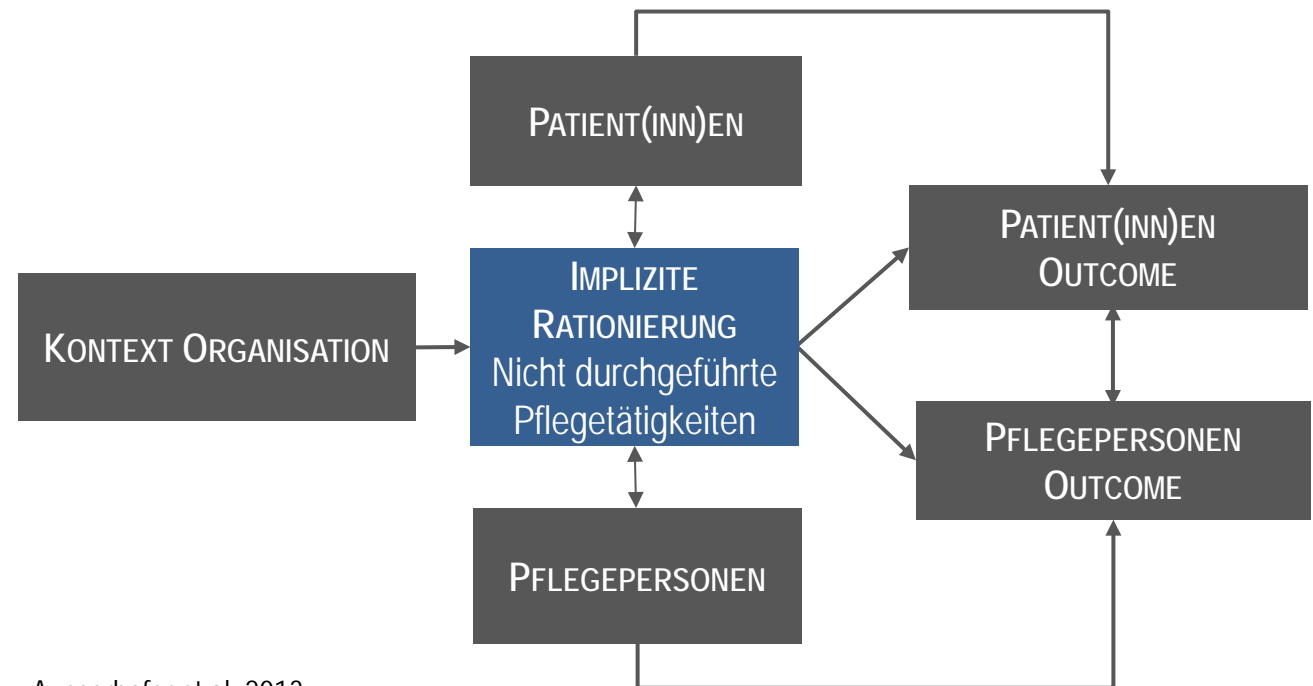 PATIENT(INN)EN
PATIENT(INN)EN
OUTCOME
IMPLIZITE
RATIONIERUNG
Nicht durchgeführte
Pflegetätigkeiten
KONTEXT ORGANISATION
PFLEGEPERSONEN
OUTCOME
PFLEGEPERSONEN